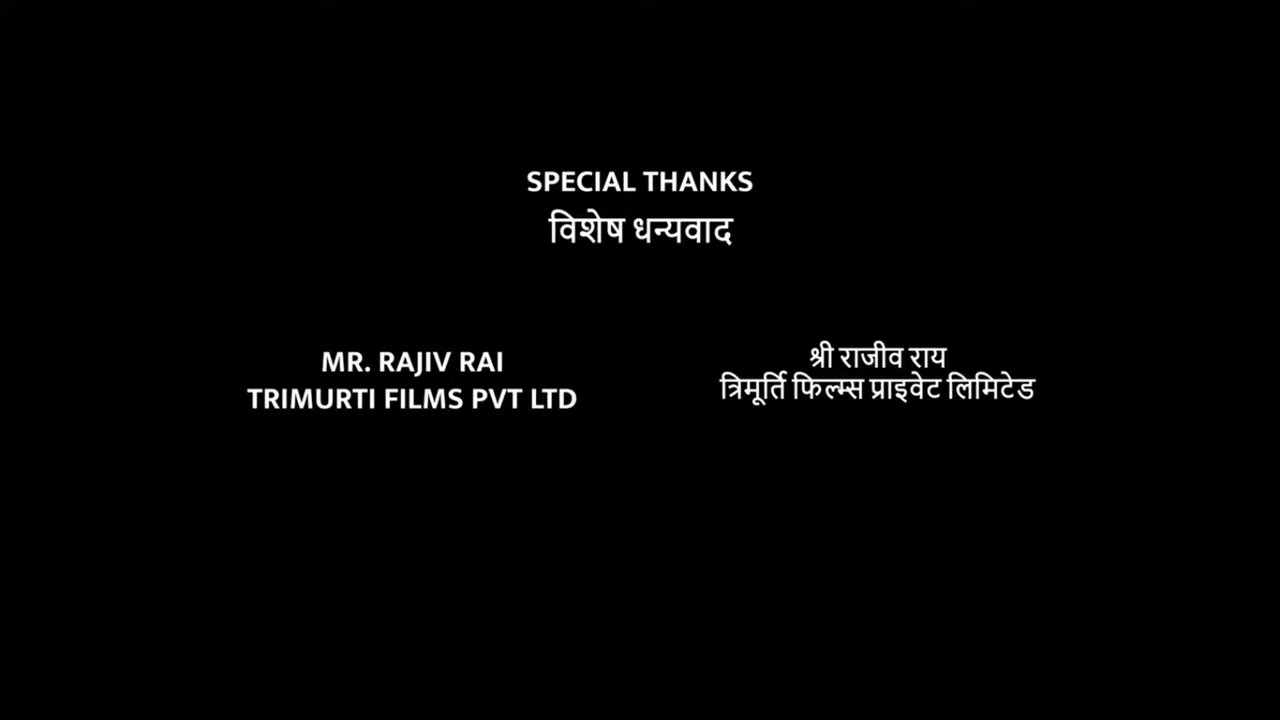 SPECIAL THANKS
विशेष धन्यवाद
MR. RAJIV RAI
TRIMURTI FILMS PVT LTD
श्री राजीव राय
त्रिमूर्ति फिल्म्स प्राइवेट लिमिटेड